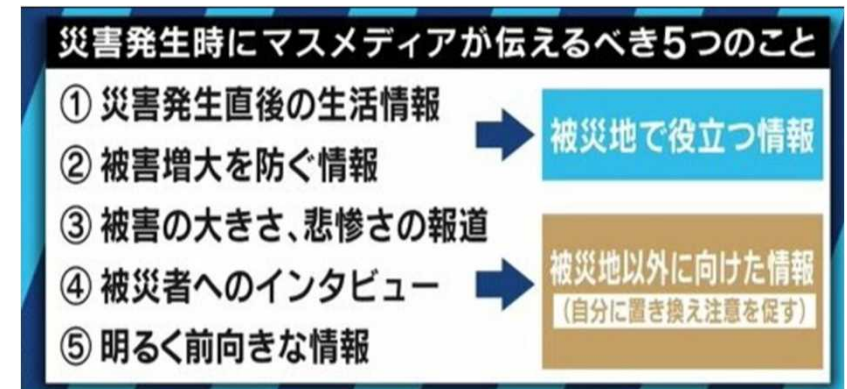 災害発生時にマスメディアが伝えるべき5つのこと
① 災害発生直後の生活情報
② 被害増大を防ぐ情報
③ 被害の大きさ、悲惨さの報道
④ 被災者へのインタビュー
⑤ 明るく前向きな情報
被災地で役立つ情報
被災地以外に向けた情報
(自分に置き換え注意を促す)